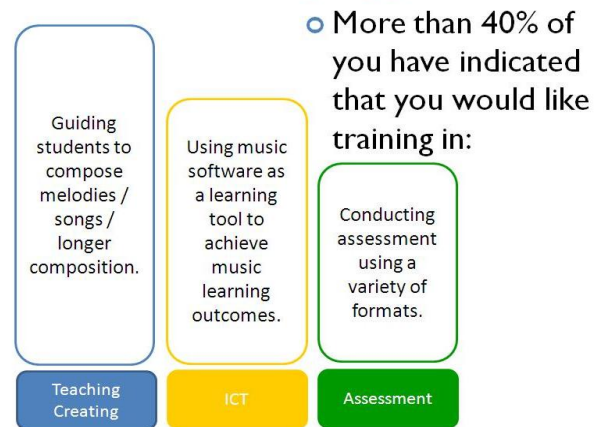 More than 40% of
you have indicated
that you would like
training in:
Guiding
students to
compose
melodies /
songs /
longer
composition.
Using music
software as
a learning
tool to
achieve
music
learning
outcomes.
Conducting
assessment
using a
variety of
formats.
Teaching
Creating
ICT
Assessment